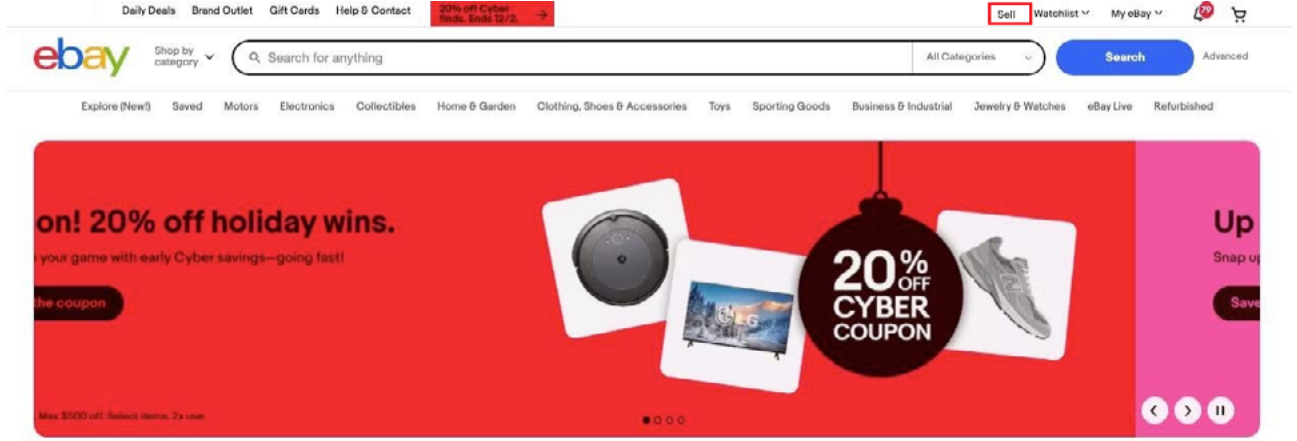 Daily Deals Brand Outlet Gift Cards Help & Contact 20% off Cyber finds. Ends 12/2. → Sell Watchlist My eBay 79
ebay Shop by category Search for anything All Categories Search Advanced
Explore (New!) Saved Motors Electronics Collectibles Home & Garden Clothing, Shoes & Accessories Toys Sporting Goods Business & Industrial Jewelry & Watches eBay Live Refurbished
on! 20% off holiday wins.
your game with early Cyber savings—going fast!
the coupon
Max $500 off. Select items. 2x use.
LG
20% OFF
CYBER
COUPON
Up
Snap up
Save